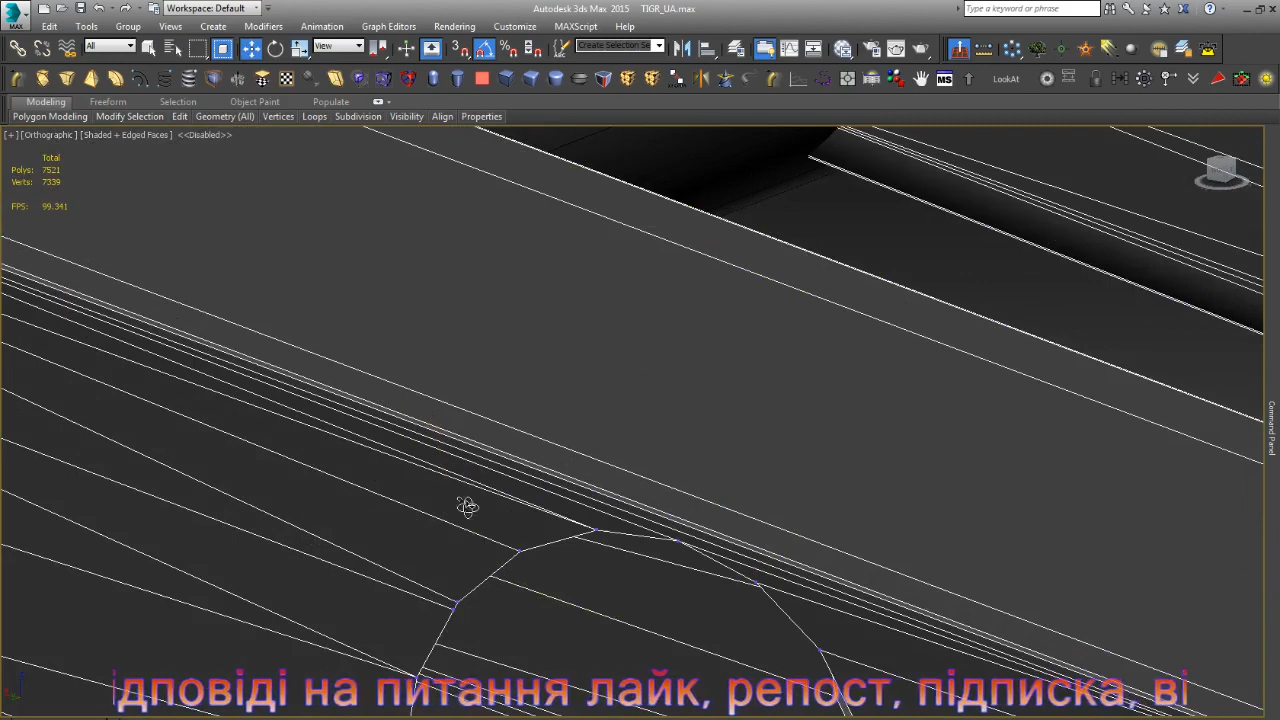 Autodesk 3ds Max 2015 TIGR_UA.max
Workspace: Default
Type a keyword or phrase
MAX
Edit Tools Group Views Create Modifiers Animation Graph Editors Rendering Customize MAXScript Help
All View Create Selection Se
MS LookAt
Modeling Freeform Selection Object Paint Populate
Polygon Modeling Modify Selection Edit Geometry (All) Vertices Loops Subdivision Visibility Align Properties
[+] [Orthographic] [Shaded + Edged Faces] <<Disabled>>
Total
Polys: 7521
Verts: 7339
FPS: 99.341
Command Panel
ідповіді на питання лайк, репост, підписка, ві